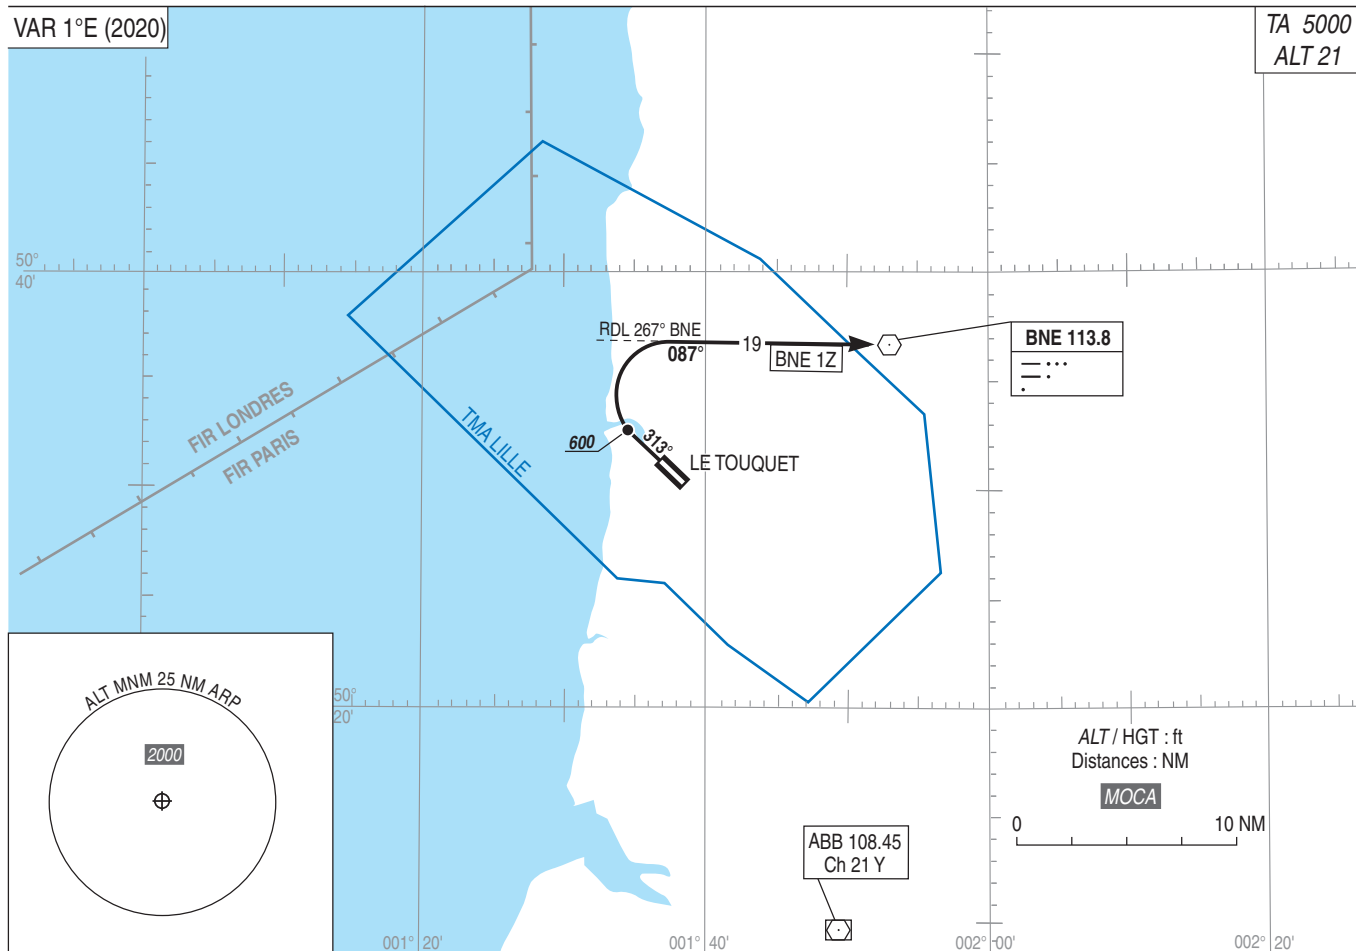 VAR 1°E (2020)
TA 5000
ALT 21
50°
40'
RDL 267° BNE
087°
19
BNE 1Z
BNE 113.8
FIR LONDRES
FIR PARIS
TMA LILLE
600
313°
LE TOUQUET
ALT MNM 25 NM ARP
2000
50°
20'
ALT / HGT : ft
Distances : NM
MOCA
0
10 NM
ABB 108.45
Ch 21 Y
001° 20'
001° 40'
002° 00'
002° 20'